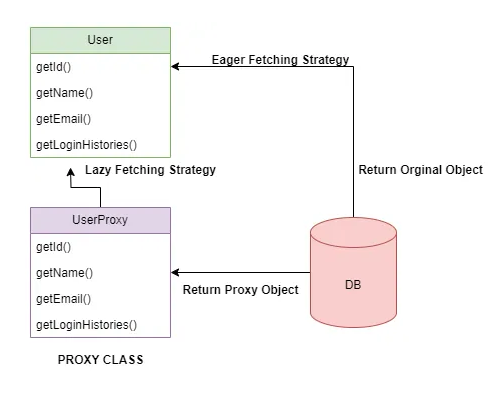 User
getId()
getName()
getEmail()
getLoginHistories()
Eager Fetching Strategy
Lazy Fetching Strategy
Return Orginal Object
UserProxy
getId()
getName()
getEmail()
getLoginHistories()
Return Proxy Object
DB
PROXY CLASS